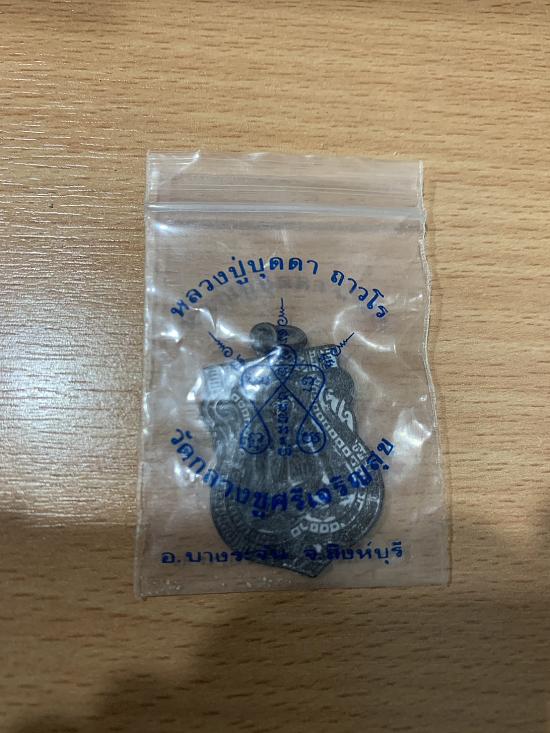 หลวงปู่บุดดา ถาวโร
วัดกลางชูศรีเจริญสุข
อ.บางระจัน จ.สิงห์บุรี